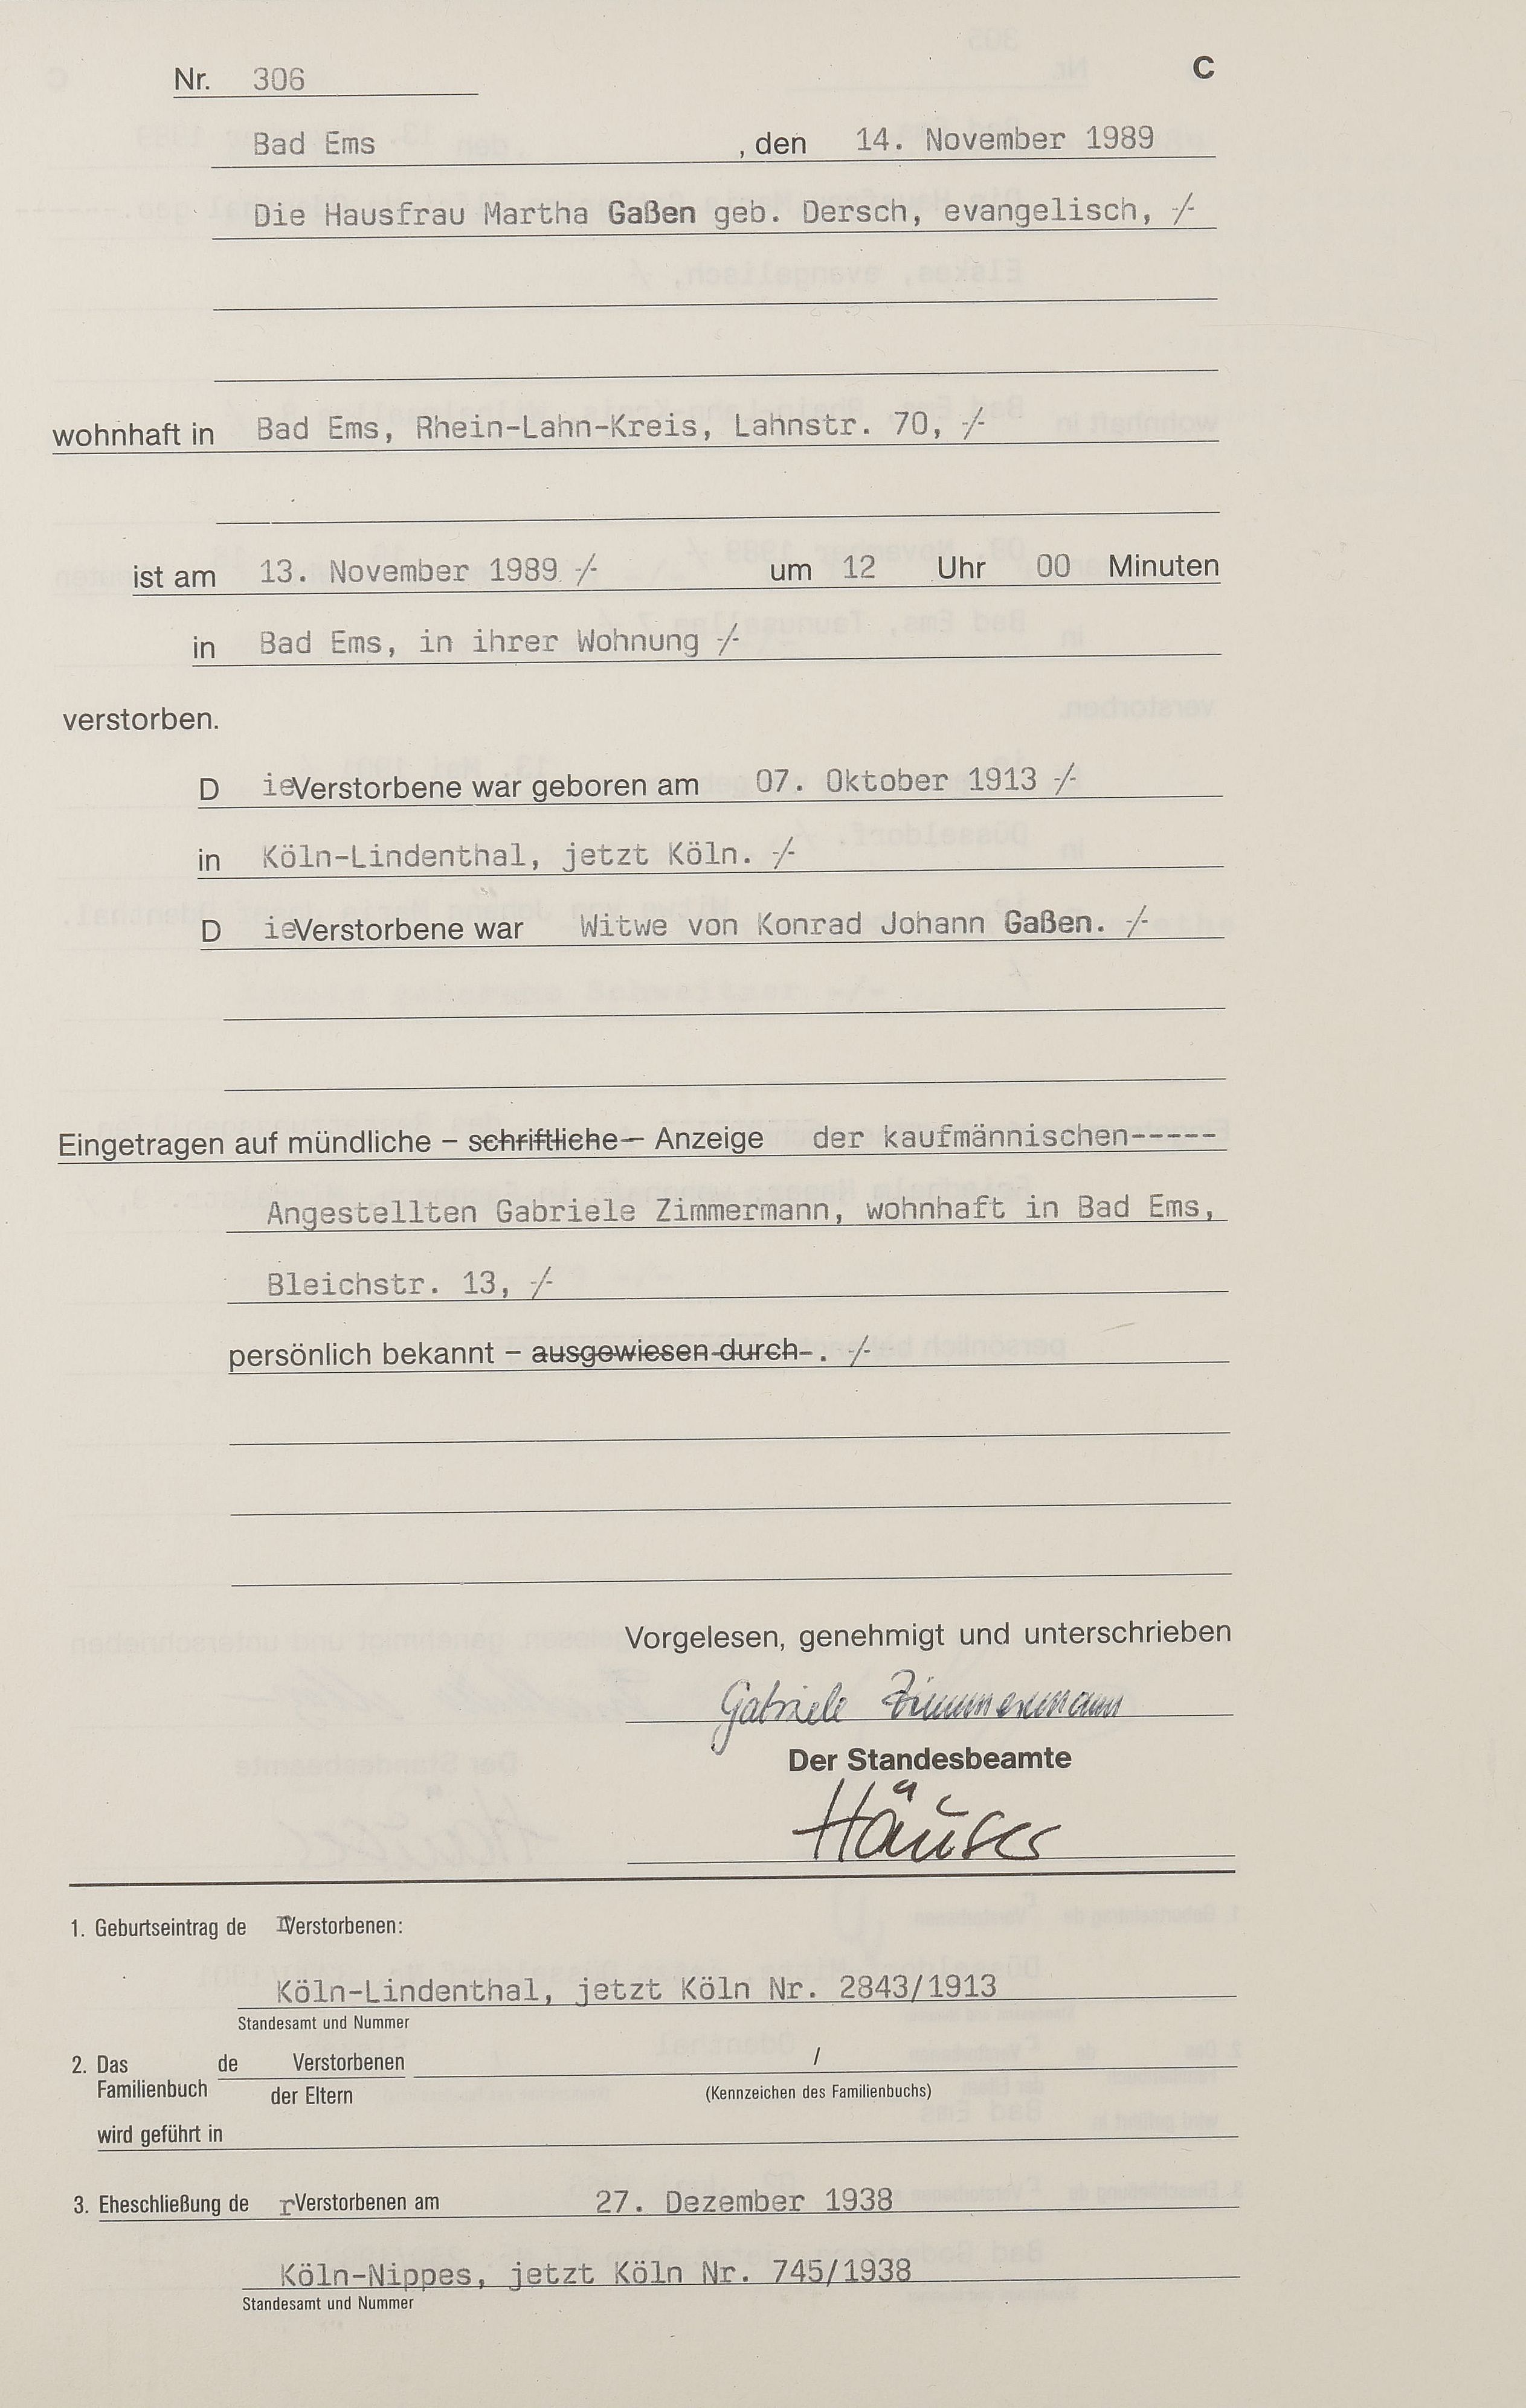 Nr. 306 C
Bad Ems , den 14. November 1989
Die Hausfrau Martha Gaßen geb. Dersch, evangelisch, -/-
wohnhaft in Bad Ems, Rhein-Lahn-Kreis, Lahnstr. 70, -/-
ist am 13. November 1989 -/- um 12 Uhr 00 Minuten
in Bad Ems, in ihrer Wohnung -/-
verstorben.
D ie Verstorbene war geboren am 07. Oktober 1913 -/-
in Köln-Lindenthal, jetzt Köln. -/-
D ie Verstorbene war Witwe von Konrad Johann Gaßen. -/-
Eingetragen auf mündliche – schriftliche – Anzeige der kaufmännischen-----
Angestellten Gabriele Zimmermann, wohnhaft in Bad Ems,
Bleichstr. 13, -/-
persönlich bekannt – ausgewiesen durch - . -/-
Vorgelesen, genehmigt und unterschrieben
Gabriele Zimmermann
Der Standesbeamte
Häuser
1. Geburtseintrag de r Verstorbenen:
Köln-Lindenthal, jetzt Köln Nr. 2843/1913
Standesamt und Nummer
2. Das de Verstorbenen /
Familienbuch der Eltern (Kennzeichen des Familienbuchs)
wird geführt in
3. Eheschließung de r Verstorbenen am 27. Dezember 1938
Köln-Nippes, jetzt Köln Nr. 745/1938
Standesamt und Nummer